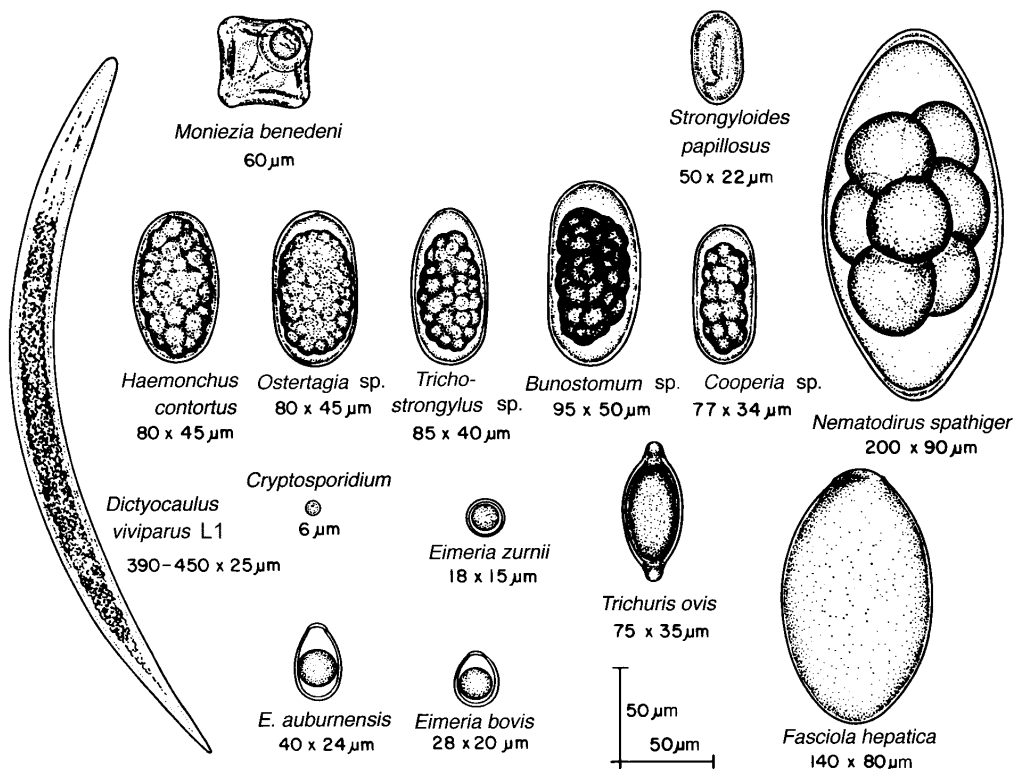 Moniezia benedeni
60 µm
Strongyloides
papillosus
50 x 22 µm
Haemonchus
contortus
80 x 45 µm
Ostertagia sp.
80 x 45 µm
Tricho-
strongylus sp.
85 x 40 µm
Bunostomum sp.
95 x 50 µm
Cooperia sp.
77 x 34 µm
Nematodirus spathiger
200 x 90 µm
Dictyocaulus
viviparus L1
390-450 x 25 µm
Cryptosporidium
6 µm
Eimeria zurnii
18 x 15 µm
Trichuris ovis
75 x 35 µm
E. auburnensis
40 x 24 µm
Eimeria bovis
28 x 20 µm
50 µm
50 µm
Fasciola hepatica
140 x 80 µm